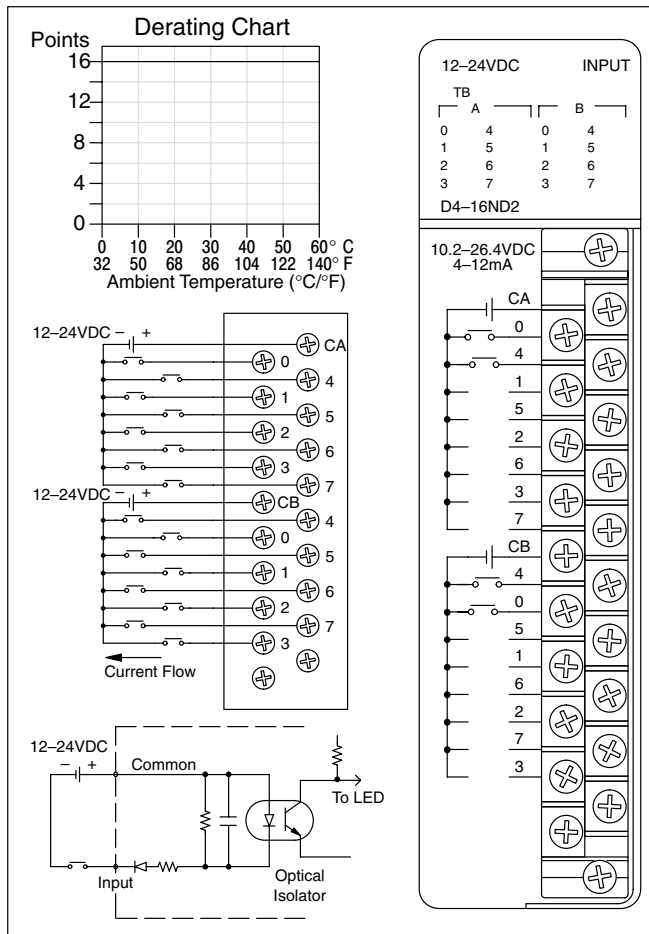 Derating Chart
Points
16
12
8
4
0
0 10 20 30 40 50 60° C
32 50 68 86 104 122 140° F
Ambient Temperature (°C/°F)
12–24VDC − +
CA
0
4
1
5
2
6
3
7
12–24VDC − +
CB
4
0
5
1
6
2
7
3
Current Flow
12–24VDC
− +
Common
To LED
Input
Optical
Isolator
12–24VDC INPUT
TB
A B
0 4 0 4
1 5 1 5
2 6 2 6
3 7 3 7
D4–16ND2
10.2–26.4VDC
4–12mA
CA
0
4
1
5
2
6
3
7
CB
4
0
5
1
6
2
7
3